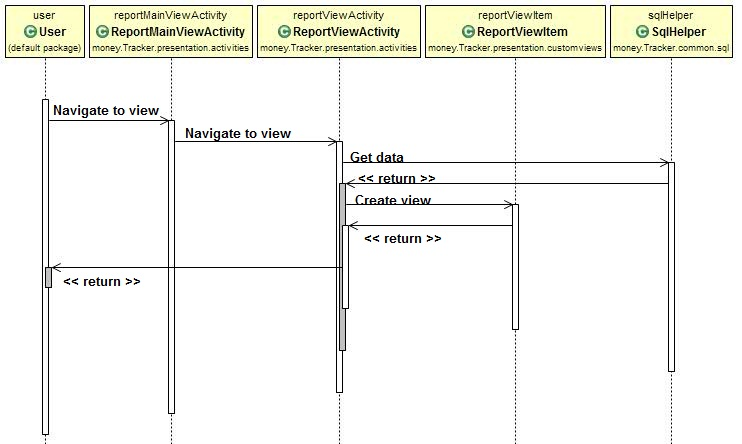 user
C User
(default package)
reportMainViewActivity
C ReportMainViewActivity
money.Tracker.presentation.activities
reportViewActivity
C ReportViewActivity
money.Tracker.presentation.activities
reportViewItem
C ReportViewItem
money.Tracker.presentation.customviews
sqlHelper
C SqlHelper
money.Tracker.common.sql
Navigate to view
Navigate to view
Get data
<< return >>
Create view
<< return >>
<< return >>